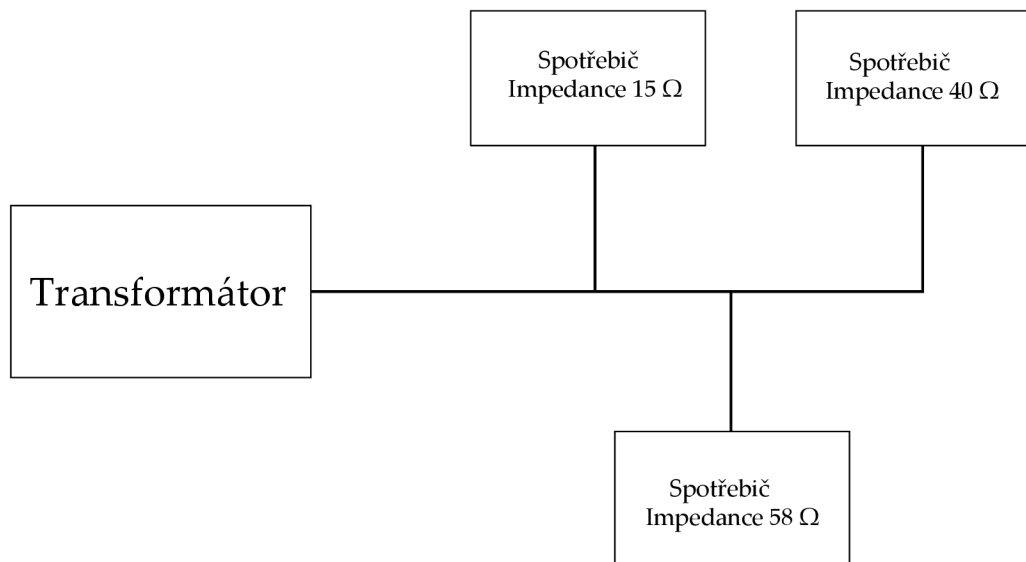 Spotřebič
Impedance 15 Ω
Spotřebič
Impedance 40 Ω
Transformátor
Spotřebič
Impedance 58 Ω